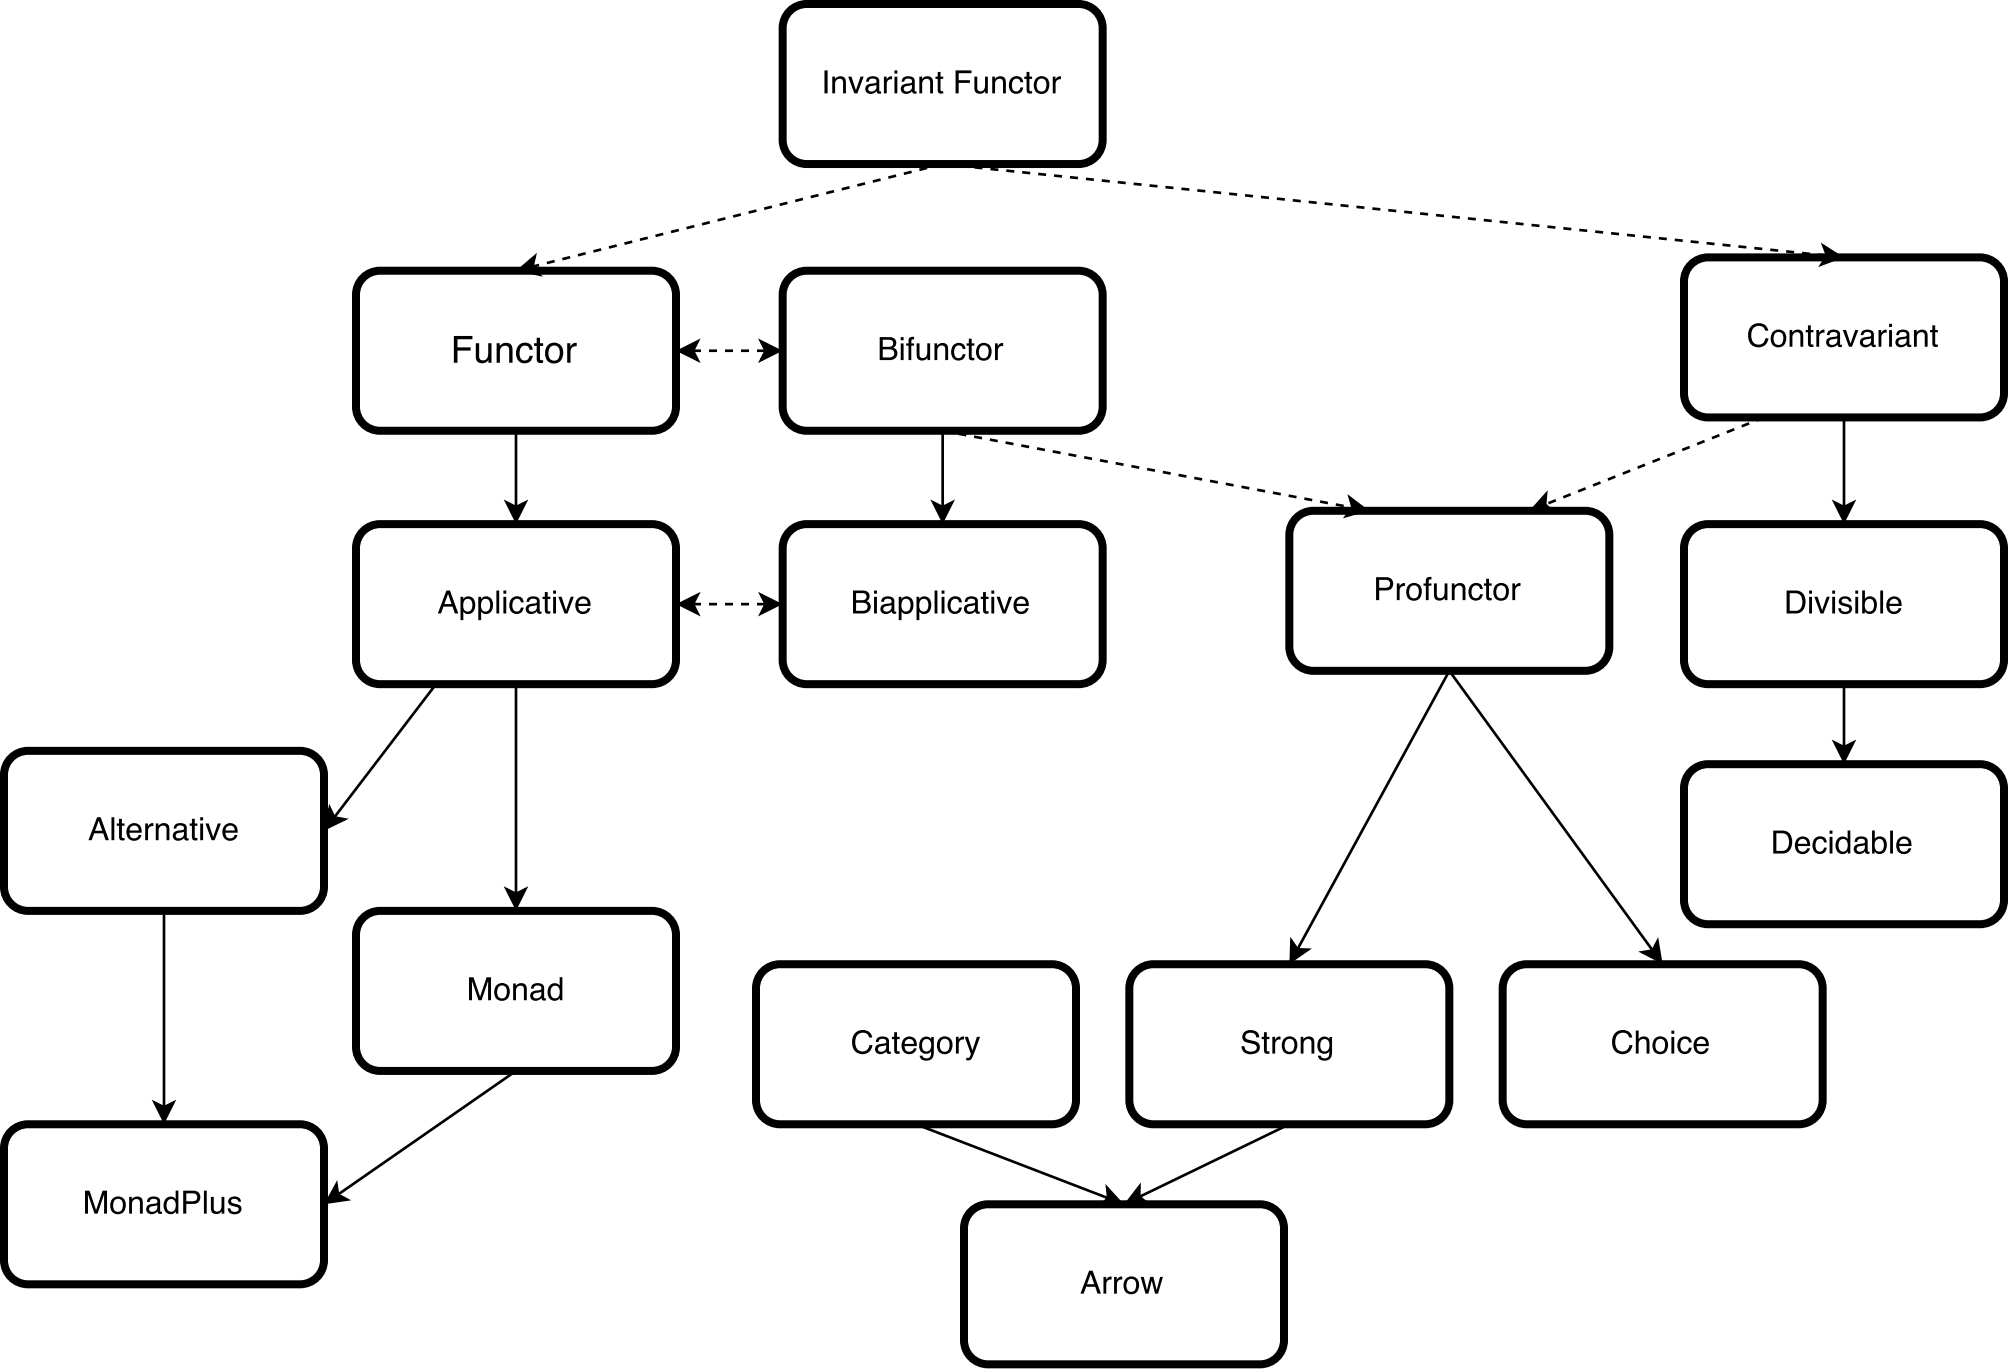 Invariant Functor
Functor
Bifunctor
Contravariant
Applicative
Biapplicative
Profunctor
Divisible
Alternative
Decidable
Monad
Category
Strong
Choice
MonadPlus
Arrow